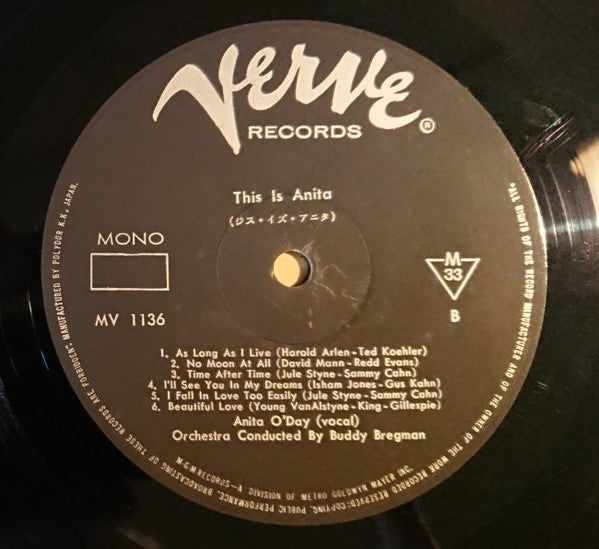 Verve
RECORDS ®
This Is Anita
(ジス・イズ・アニタ)
MONO
MV 1136
M
33
B
1. As Long As I Live (Harold Arlen-Ted Koehler)
2. No Moon At All (David Mann-Redd Evans)
3. Time After Time (Jule Styne-Sammy Cahn)
4. I'll See You In My Dreams (Isham Jones-Gus Kahn)
5. I Fall In Love Too Easily (Jule Styne-Sammy Cahn)
6. Beautiful Love (Young VanAlstyne-King-Gillespie)
Anita O'Day (vocal)
Orchestra Conducted By Buddy Bregman
M-G-M RECORDS-A DIVISION OF METRO GOLDWYN MAYER INC.
ALL RIGHTS OF THE RECORD MANUFACTURER AND OF THE OWNER OF THE WORK RECORDED RESERVED: COPYING, PUBLIC PERFORMANCE, BROADCASTING OF THESE RECORDS ARE FORBIDDEN: MANUFACTURED BY POLYDOR K.K. JAPAN.